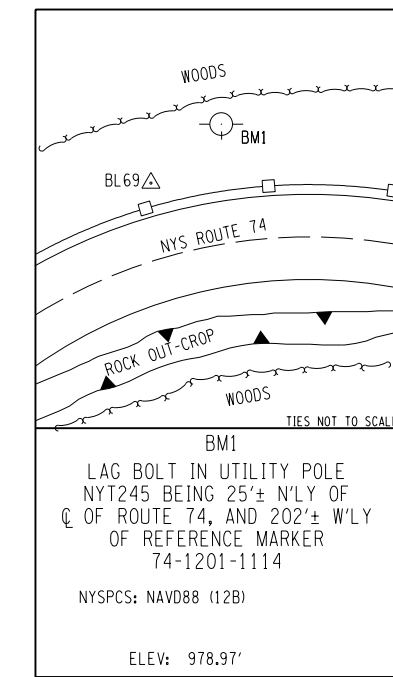 WOODS
BM1
BL69
NYS ROUTE 74
ROCK OUT-CROP
WOODS
TIES NOT TO SCALE
BM1
LAG BOLT IN UTILITY POLE
NYT245 BEING 25'± N'LY OF
℄ OF ROUTE 74, AND 202'± W'LY
OF REFERENCE MARKER
74-1201-1114
NYSPCS: NAVD88 (12B)
ELEV: 978.97'